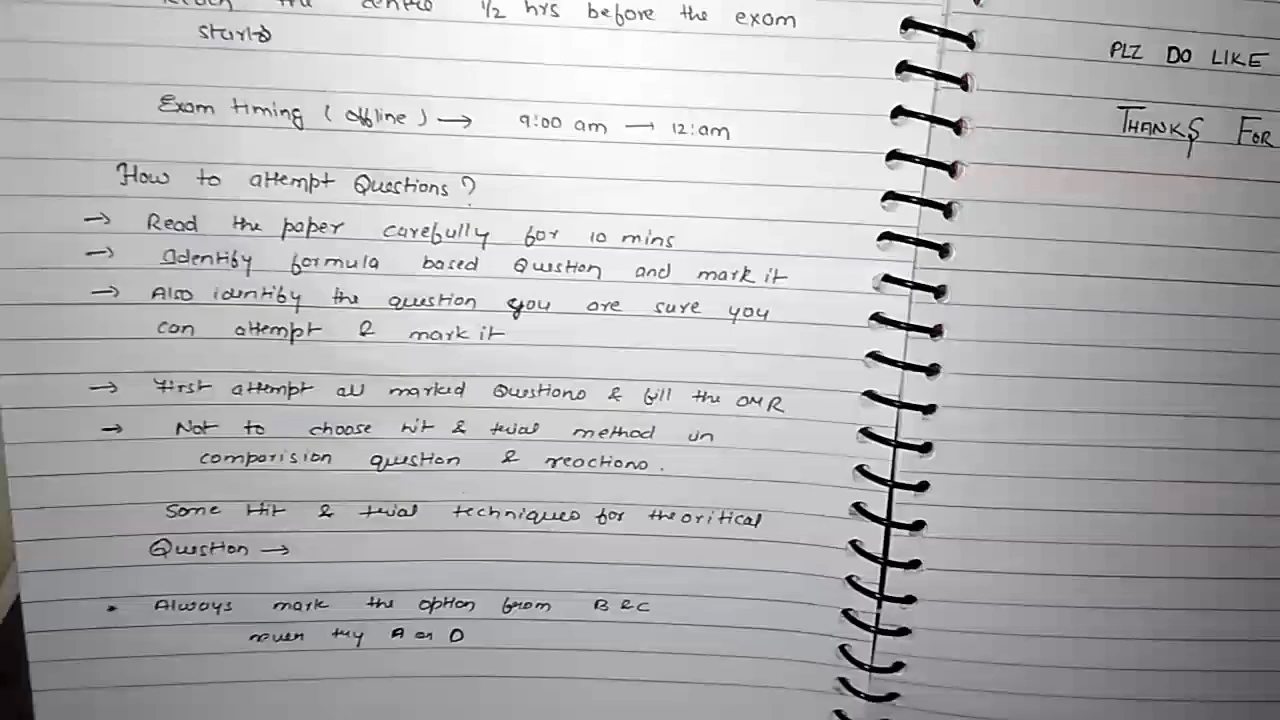 the centre 1/2 hrs before the exam
starts
Exam timing ( offline ) → 9:00 am — 12:am
How to attempt Questions ?
→ Read the paper carefully for 10 mins
→ Identify formula based Question and mark it
→ Also identify the question you are sure you
can attempt & mark it
→ First attempt all marked Questions & fill the OMR
→ Not to choose hit & trial method in
comparision question & reactions.
Some Hit & trial techniques for theoritical
Question →
• Always mark the option from B & C
never try A or D
PLZ DO LIKE
THANKS FOR